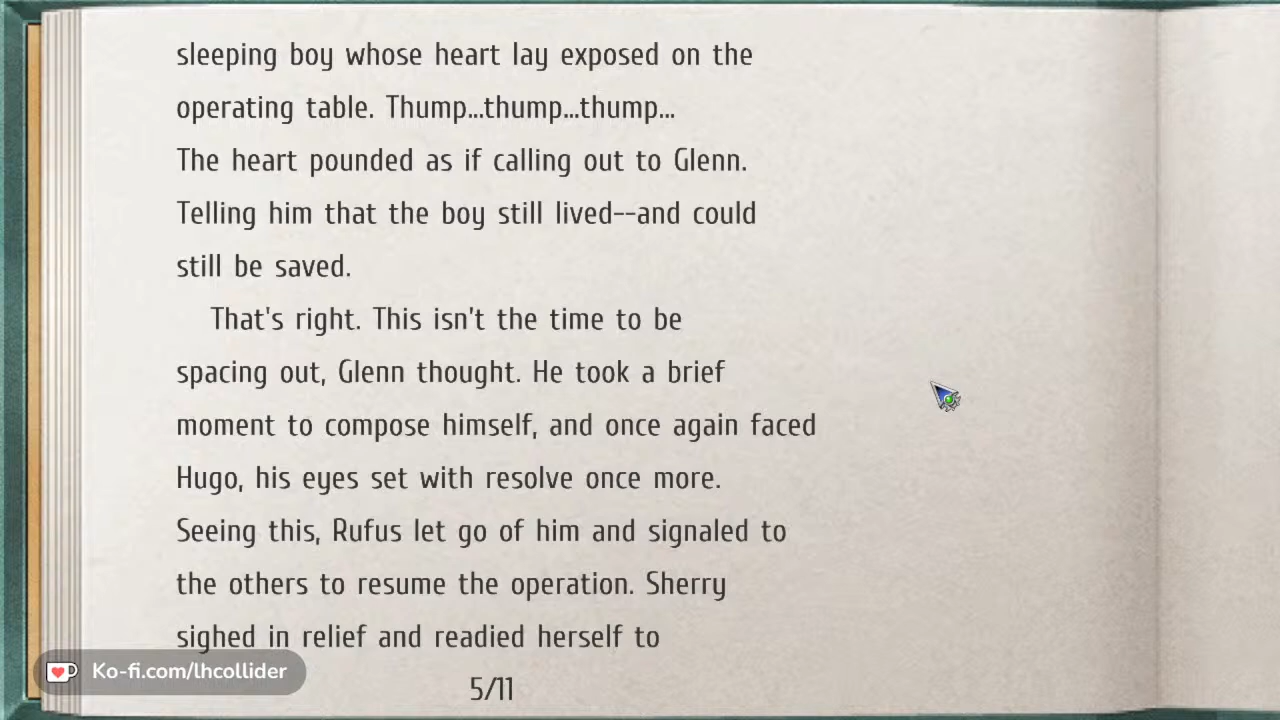 sleeping boy whose heart lay exposed on the
operating table. Thump...thump...thump...
The heart pounded as if calling out to Glenn.
Telling him that the boy still lived--and could
still be saved.
That's right. This isn't the time to be
spacing out, Glenn thought. He took a brief
moment to compose himself, and once again faced
Hugo, his eyes set with resolve once more.
Seeing this, Rufus let go of him and signaled to
the others to resume the operation. Sherry
sighed in relief and readied herself to
Ko-fi.com/lhcollider
5/11